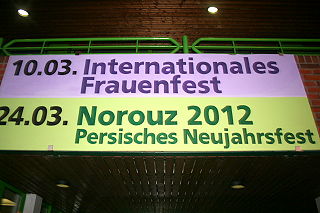 10.03. Internationales
Frauenfest
24.03. Norouz 2012
Persisches Neujahrsfest